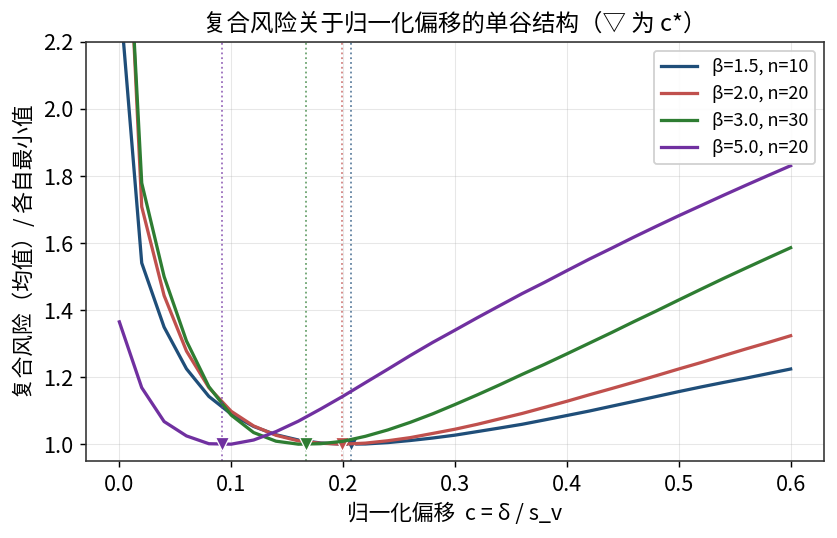 复合风险关于归一化偏移的单谷结构（▽ 为 c*）
复合风险（均值）/ 各自最小值
2.2
2.0
1.8
1.6
1.4
1.2
1.0
β=1.5, n=10
β=2.0, n=20
β=3.0, n=30
β=5.0, n=20
0.0 0.1 0.2 0.3 0.4 0.5 0.6
归一化偏移 c = δ / s_v